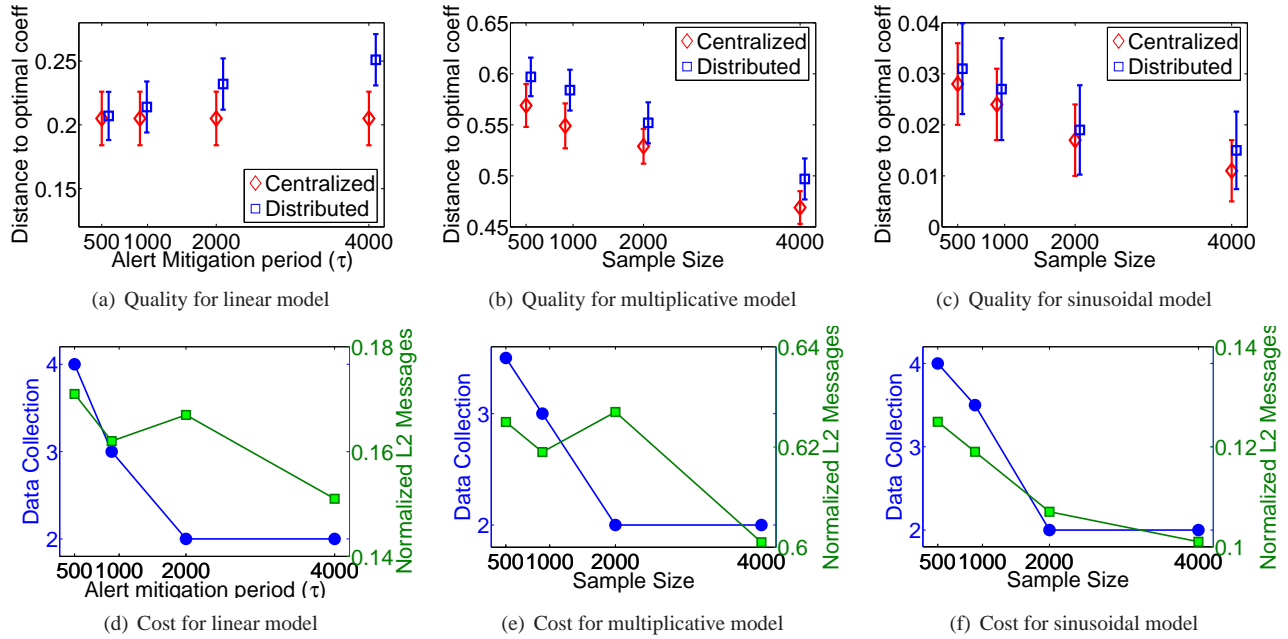 Distance to optimal coeff
0.25
0.2
0.15
500 1000 2000 4000
Alert Mitigation period (τ)
Centralized
Distributed
(a) Quality for linear model
Distance to optimal coeff
0.65
0.6
0.55
0.5
0.45
500 1000 2000 4000
Sample Size
Centralized
Distributed
(b) Quality for multiplicative model
Distance to optimal coeff
0.04
0.03
0.02
0.01
0
500 1000 2000 4000
Sample Size
Centralized
Distributed
(c) Quality for sinusoidal model
Data Collection
4
3
2
Normalized L2 Messages
0.18
0.16
0.14
500 1000 2000 4000
Alert mitigation period (τ)
(d) Cost for linear model
Data Collection
3
2
Normalized L2 Messages
0.64
0.62
0.6
500 1000 2000 4000
Sample Size
(e) Cost for multiplicative model
Data Collection
4
3
2
Normalized L2 Messages
0.14
0.12
0.1
500 1000 2000 4000
Sample Size
(f) Cost for sinusoidal model